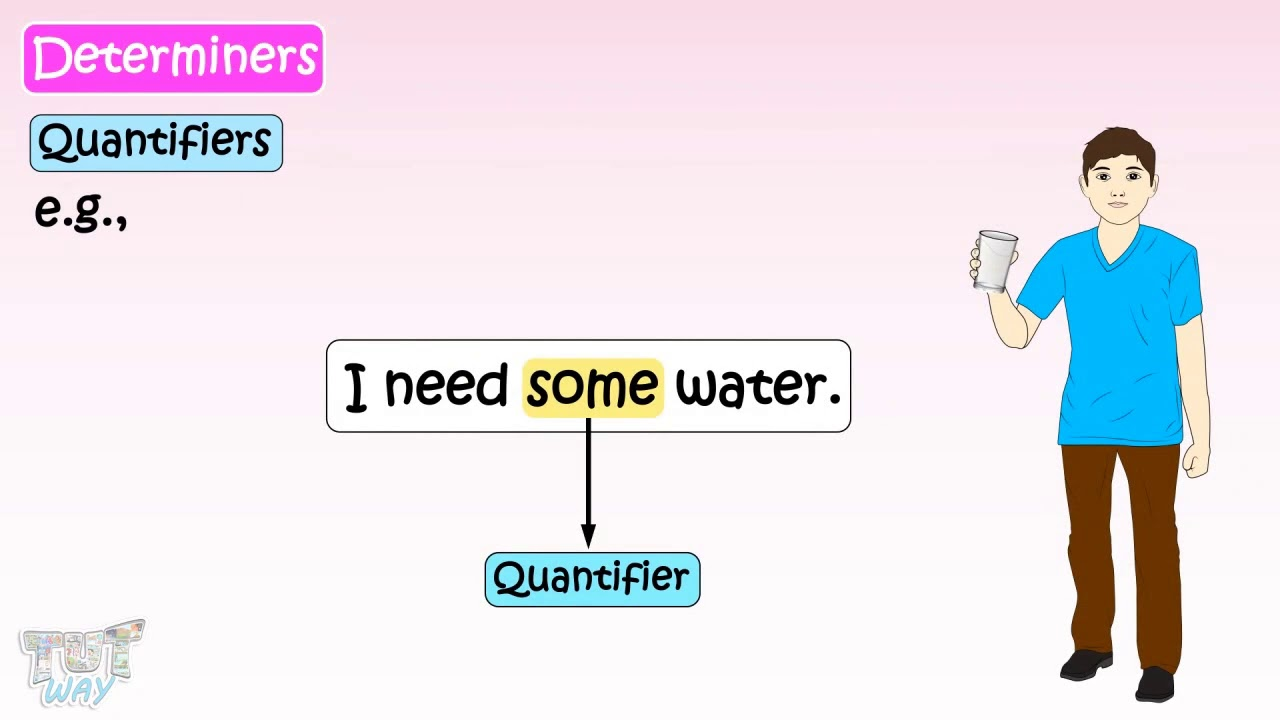 Determiners
Quantifiers
e.g.,
I need some water.
Quantifier
TUT
WAY